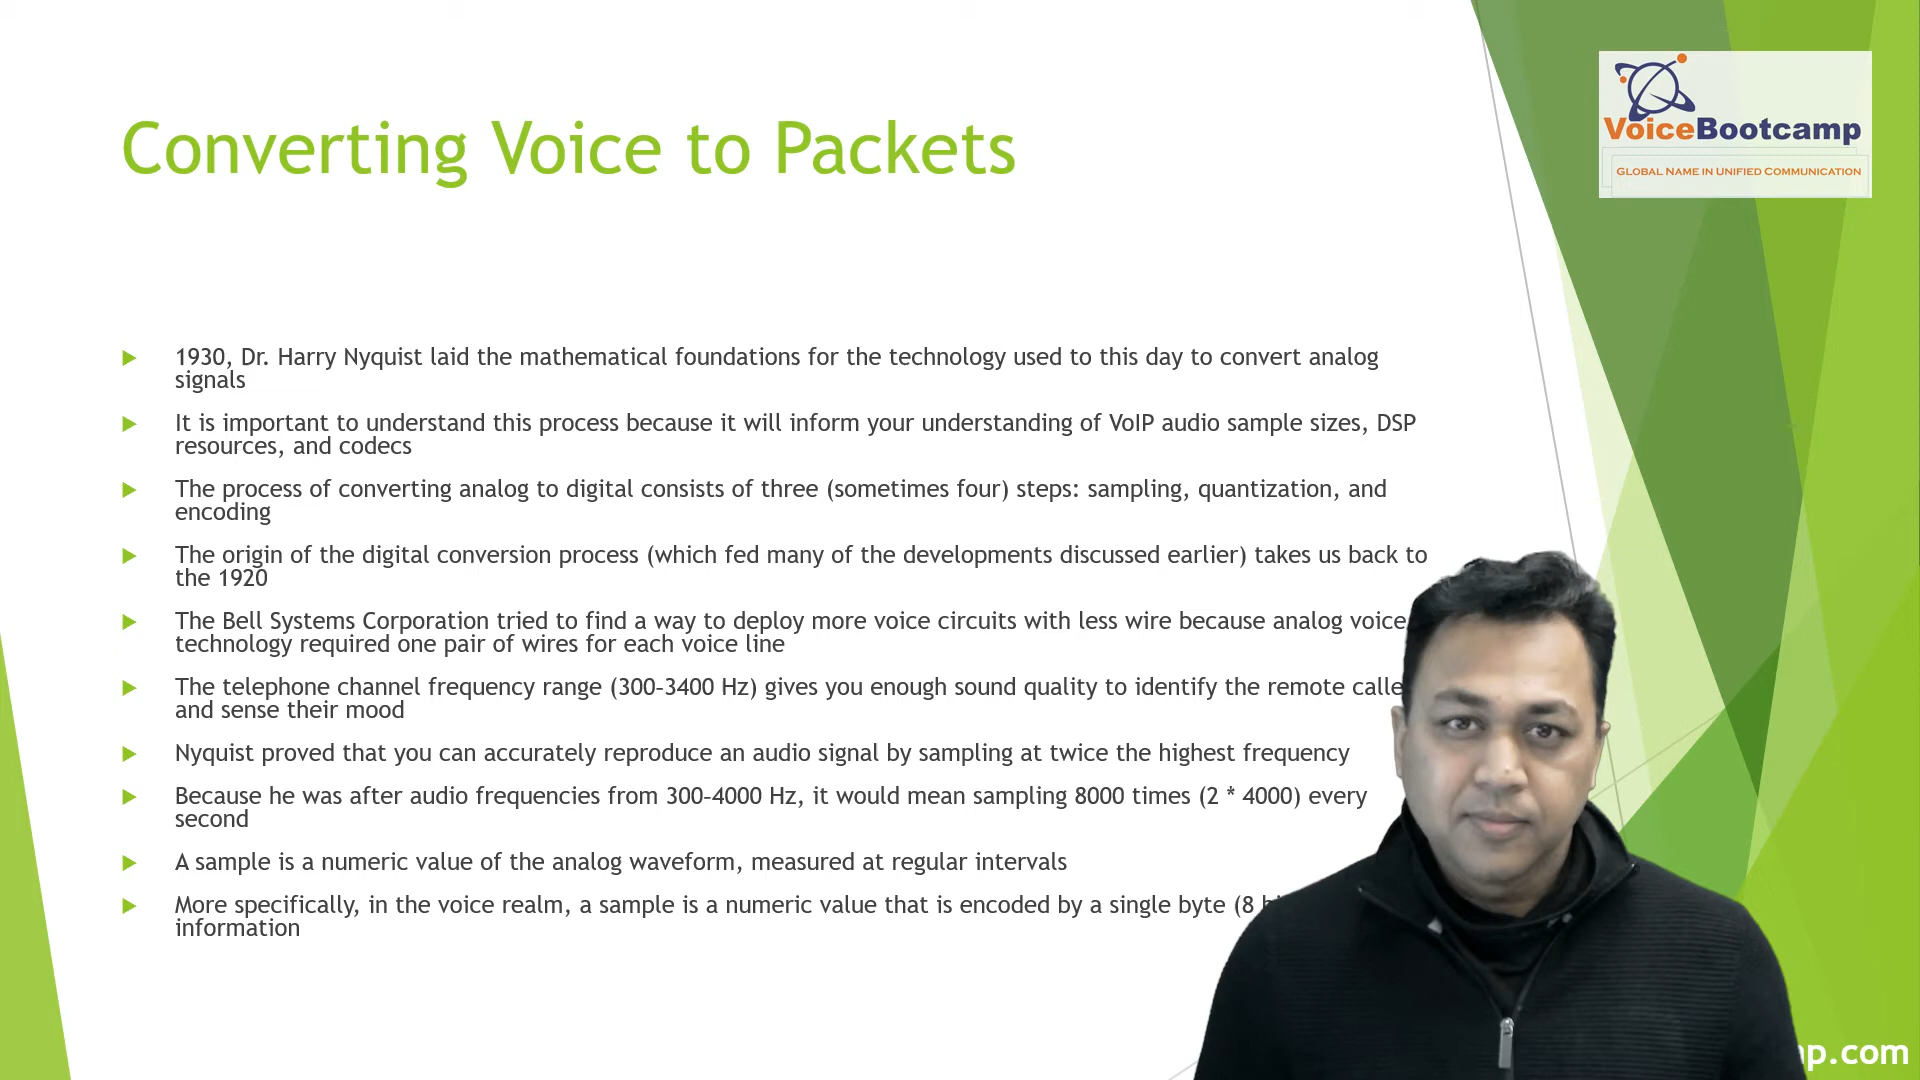 Converting Voice to Packets
VoiceBootcamp
GLOBAL NAME IN UNIFIED COMMUNICATION
1930, Dr. Harry Nyquist laid the mathematical foundations for the technology used to this day to convert analog
signals
It is important to understand this process because it will inform your understanding of VoIP audio sample sizes, DSP
resources, and codecs
The process of converting analog to digital consists of three (sometimes four) steps: sampling, quantization, and
encoding
The origin of the digital conversion process (which fed many of the developments discussed earlier) takes us back to
the 1920
The Bell Systems Corporation tried to find a way to deploy more voice circuits with less wire because analog voice
technology required one pair of wires for each voice line
The telephone channel frequency range (300-3400 Hz) gives you enough sound quality to identify the remote calle
and sense their mood
Nyquist proved that you can accurately reproduce an audio signal by sampling at twice the highest frequency
Because he was after audio frequencies from 300-4000 Hz, it would mean sampling 8000 times (2 * 4000) every
second
A sample is a numeric value of the analog waveform, measured at regular intervals
More specifically, in the voice realm, a sample is a numeric value that is encoded by a single byte (8
information
p.com